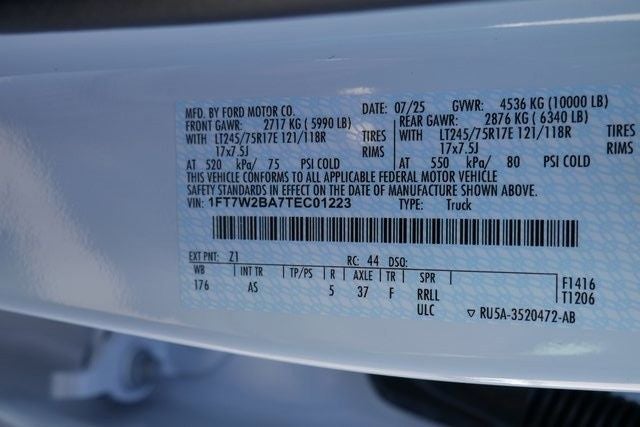 MFD. BY FORD MOTOR CO. DATE: 07/25 GVWR: 4536 KG (10000 LB)
FRONT GAWR: 2717 KG (5990 LB) REAR GAWR: 2876 KG (6340 LB)
WITH LT245/75R17E 121/118R TIRES WITH LT245/75R17E 121/118R TIRES
17x7.5J RIMS 17x7.5J RIMS
AT 520 kPa/ 75 PSI COLD AT 550 kPa/ 80 PSI COLD
THIS VEHICLE CONFORMS TO ALL APPLICABLE FEDERAL MOTOR VEHICLE
SAFETY STANDARDS IN EFFECT ON THE DATE OF MANUFACTURE SHOWN ABOVE.
VIN: 1FT7W2BA7TEC01223 TYPE: Truck
EXT PNT: Z1 RC: 44 DSO:
WB INT TR TP/PS R AXLE TR SPR F1416
176 AS 5 37 F RRLL T1206
ULC ▽ RU5A-3520472-AB